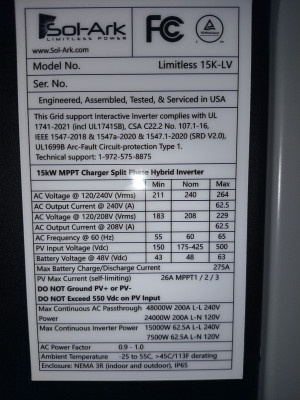 Sol-Ark
LIMITLESS POWER
www.Sol-Ark.com
FC
Model No. Limitless 15K-LV
Ser. No.
Engineered, Assembled, Tested, & Serviced in USA
This Grid support Interactive Inverter complies with UL
1741-2021 (incl UL1741SB), CSA C22.2 No. 107.1-16,
IEEE 1547-2018 & 1547a-2020 & 1547.1-2020 (SRD V2.0),
UL1699B Arc-Fault Circuit-protection Type 1.
Technical support: 1-972-575-8875
15kW MPPT Charger Split Phase Hybrid Inverter
Min Nom Max
AC Voltage @ 120/240V (Vrms) 211 240 264
AC Output Current @ 240V (A) 62.5
AC Voltage @ 120/208V (Vrms) 183 208 229
AC Output Current @ 208V (A) 62.5
AC Frequency @ 60 (Hz) 55 60 65
PV Input Voltage (Vdc) 150 175-425 500
Battery Voltage @ 48V (Vdc) 43 48 63
Max Battery Charge/Discharge Current 275A
PV Max Current (self-limiting) 26A MPPT1 / 2 / 3
DO NOT Ground PV+ or PV-
DO NOT Exceed 550 Vdc on PV Input
Max Continuous AC Passthrough 48000W 200A L-L 240V
Power 24000W 200A L-N 120V
Max Continuous Inverter Power 15000W 62.5A L-L 240V
7500W 62.5A L-N 120V
AC Power Factor 0.9 - 1.0
Ambient Temperature -25 to 55C, >45C/113F derating
Enclosure: NEMA 3R (indoor and outdoor), IP65